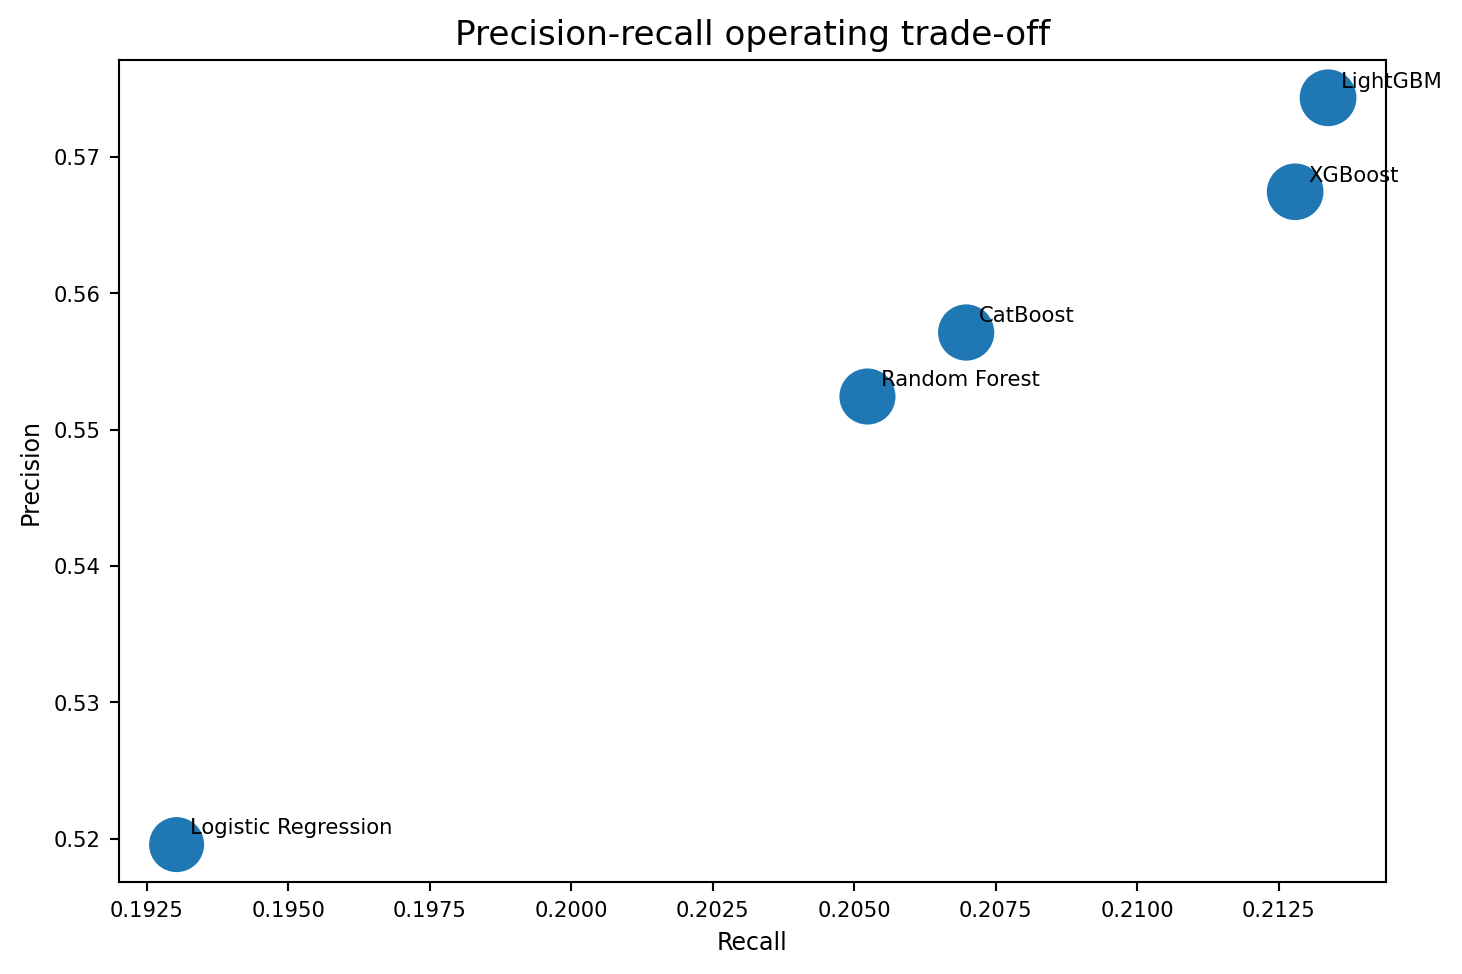 Precision-recall operating trade-off
LightGBM
0.57
XGBoost
0.56
CatBoost
Random Forest
0.55
Precision
0.54
0.53
0.52
Logistic Regression
0.1925 0.1950 0.1975 0.2000 0.2025 0.2050 0.2075 0.2100 0.2125
Recall